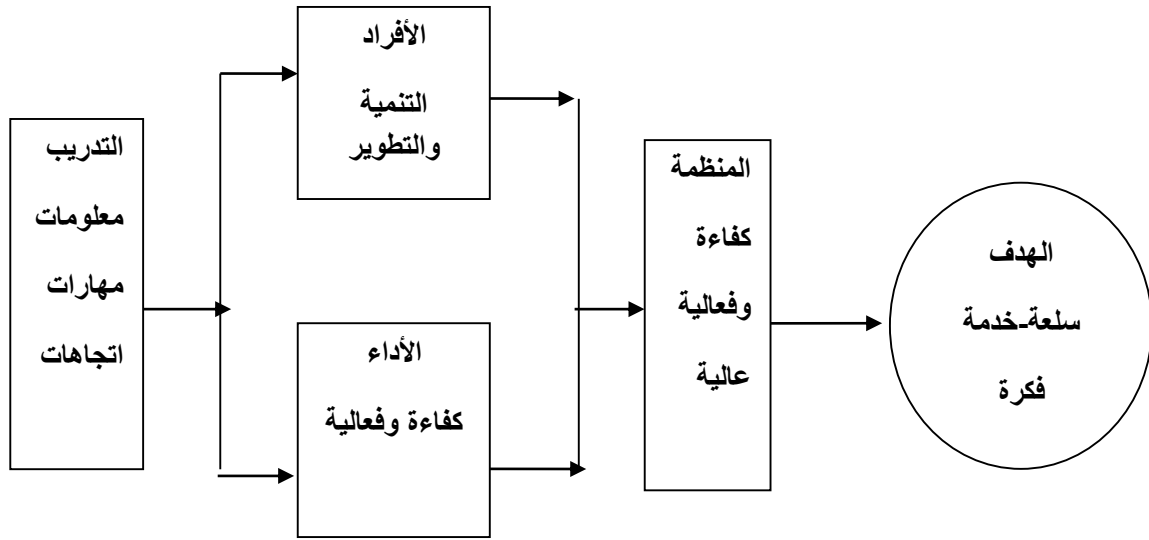 التدريب
معلومات
مهارات
اتجاهات
الأفراد
التنمية
والتطوير
الأداء
كفاءة وفعالية
المنظمة
كفاءة
وفعالية
عالية
الهدف
سلعة-خدمة
فكرة